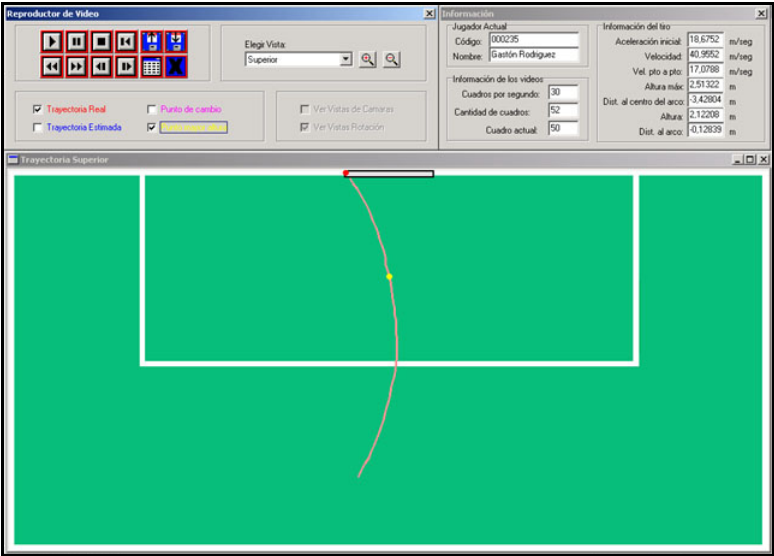 Reproductor de Video
Elegir Vista:
Superior
Trayectoria Real
Punto de cambio
Trayectoria Estimada
Ver Vistas de Camaras
Ver Vistas Rotación
Información
Jugador Actual
Código: 000235
Nombre: Gastón Rodriguez
Información de los videos
Cuadros por segundo: 30
Cantidad de cuadros: 52
Cuadro actual: 50
Información del tiro
Aceleración inicial: 18,6752 m/seg
Velocidad: 40,9552 m/seg
Vel. pto a pto: 17,0788 m/seg
Altura máx: 2,51322 m
Dist. al centro del arco: -3,42804 m
Altura: 2,12208 m
Dist. al arco: -0,12839 m
Trayectoria Superior